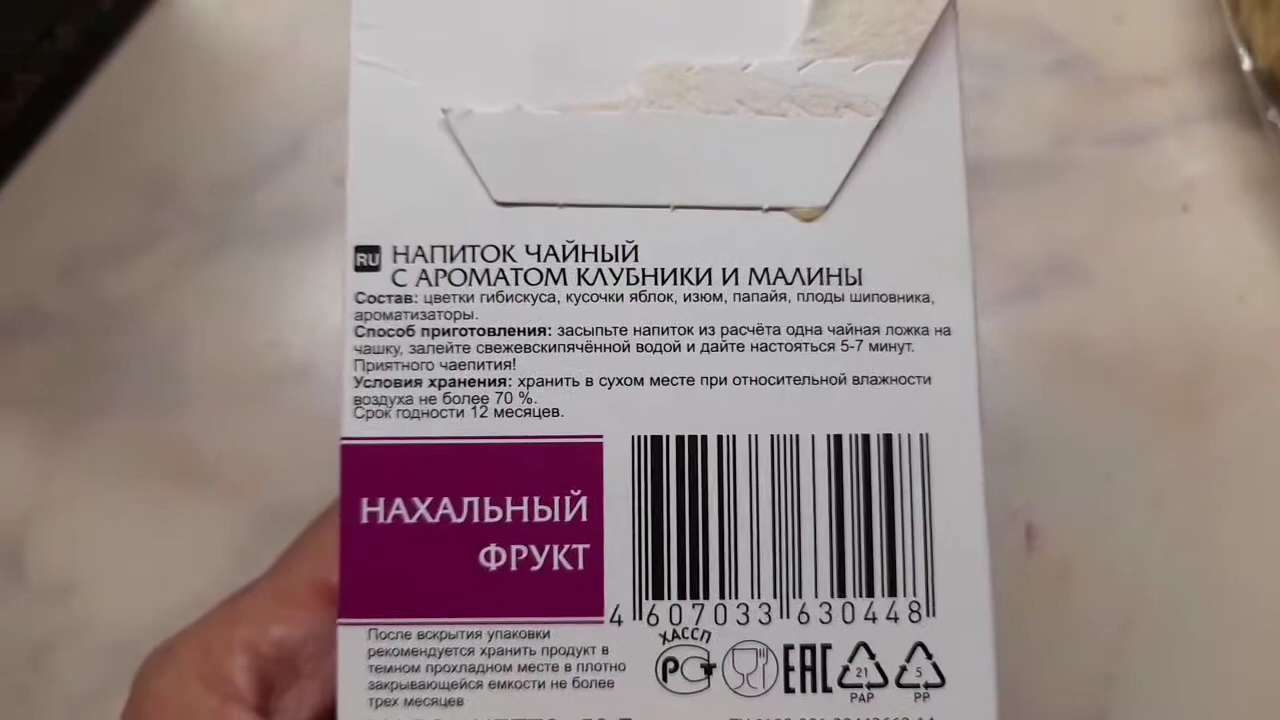 RU НАПИТОК ЧАЙНЫЙ
С АРОМАТОМ КЛУБНИКИ И МАЛИНЫ
Состав: цветки гибискуса, кусочки яблок, изюм, папайя, плоды шиповника,
ароматизаторы.
Способ приготовления: засыпьте напиток из расчёта одна чайная ложка на
чашку, залейте свежевскипячённой водой и дайте настояться 5-7 минут.
Приятного чаепития!
Условия хранения: хранить в сухом месте при относительной влажности
воздуха не более 70 %.
Срок годности 12 месяцев.
НАХАЛЬНЫЙ
ФРУКТ
4 607033 630448
После вскрытия упаковки
рекомендуется хранить продукт в
темном прохладном месте в плотно
закрывающейся емкости не более
трех месяцев
ХАССП
РСТ
EAC
21
PAP
5
PP